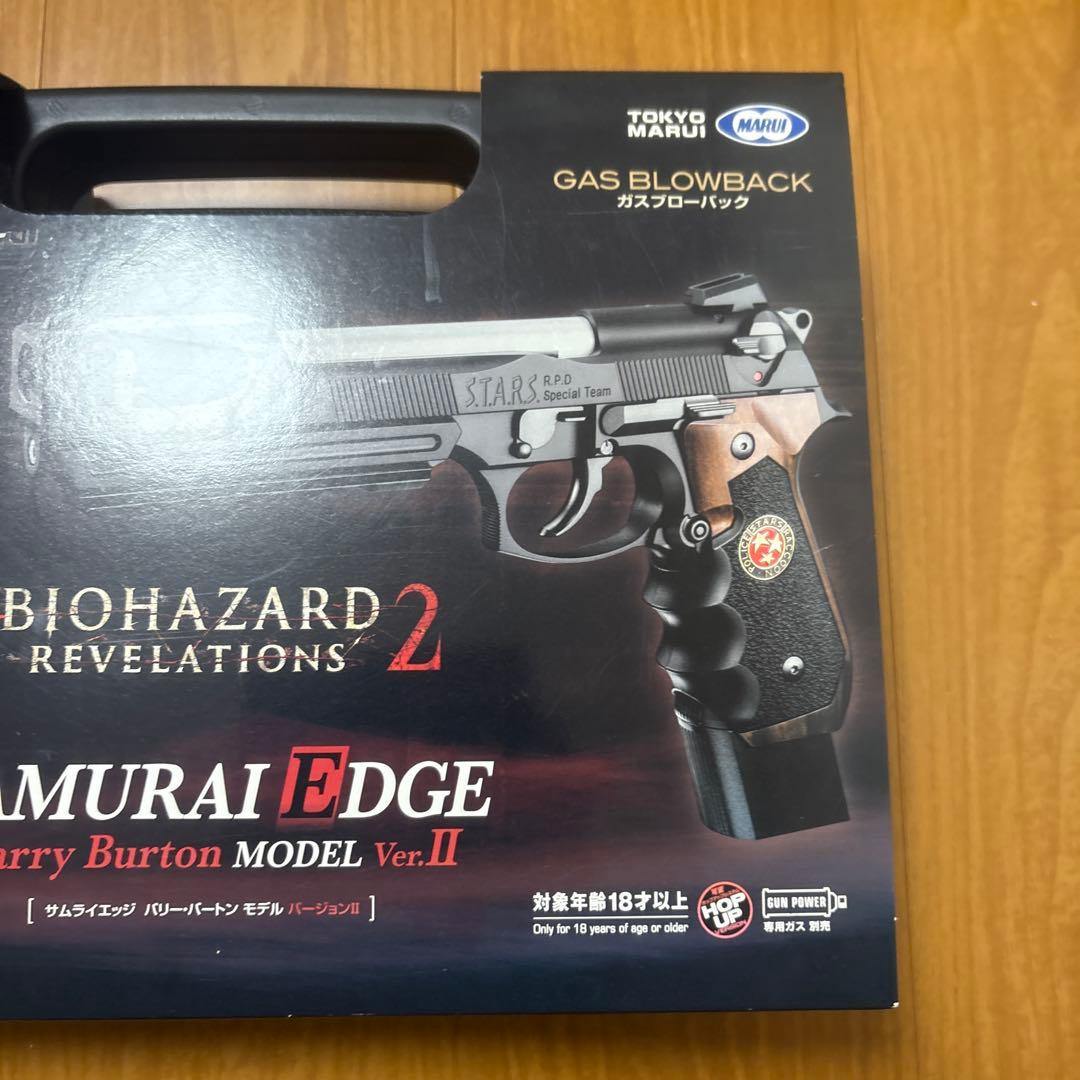 TOKYO
MARUI
MARUI
GAS BLOWBACK
ガスブローバック
S.T.A.R.S. R.P.D
Special Team
POLICE STARS RACCOON
BIOHAZARD
REVELATIONS 2
AMURAI EDGE
arry Burton MODEL Ver.II
[ サムライエッジ バリー・バートン モデル バージョンII ]
対象年齢18才以上
Only for 18 years of age or older
HOP
UP
VERSION
GUN POWER
専用ガス 別売